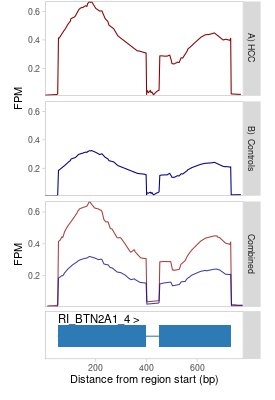 0.6
0.4
0.2
A) HCC
FPM
0.6
0.4
0.2
B) Controls
0.6
0.4
0.2
Combined
FPM
RI_BTN2A1_4 >
200
600
Distance from region start (bp)